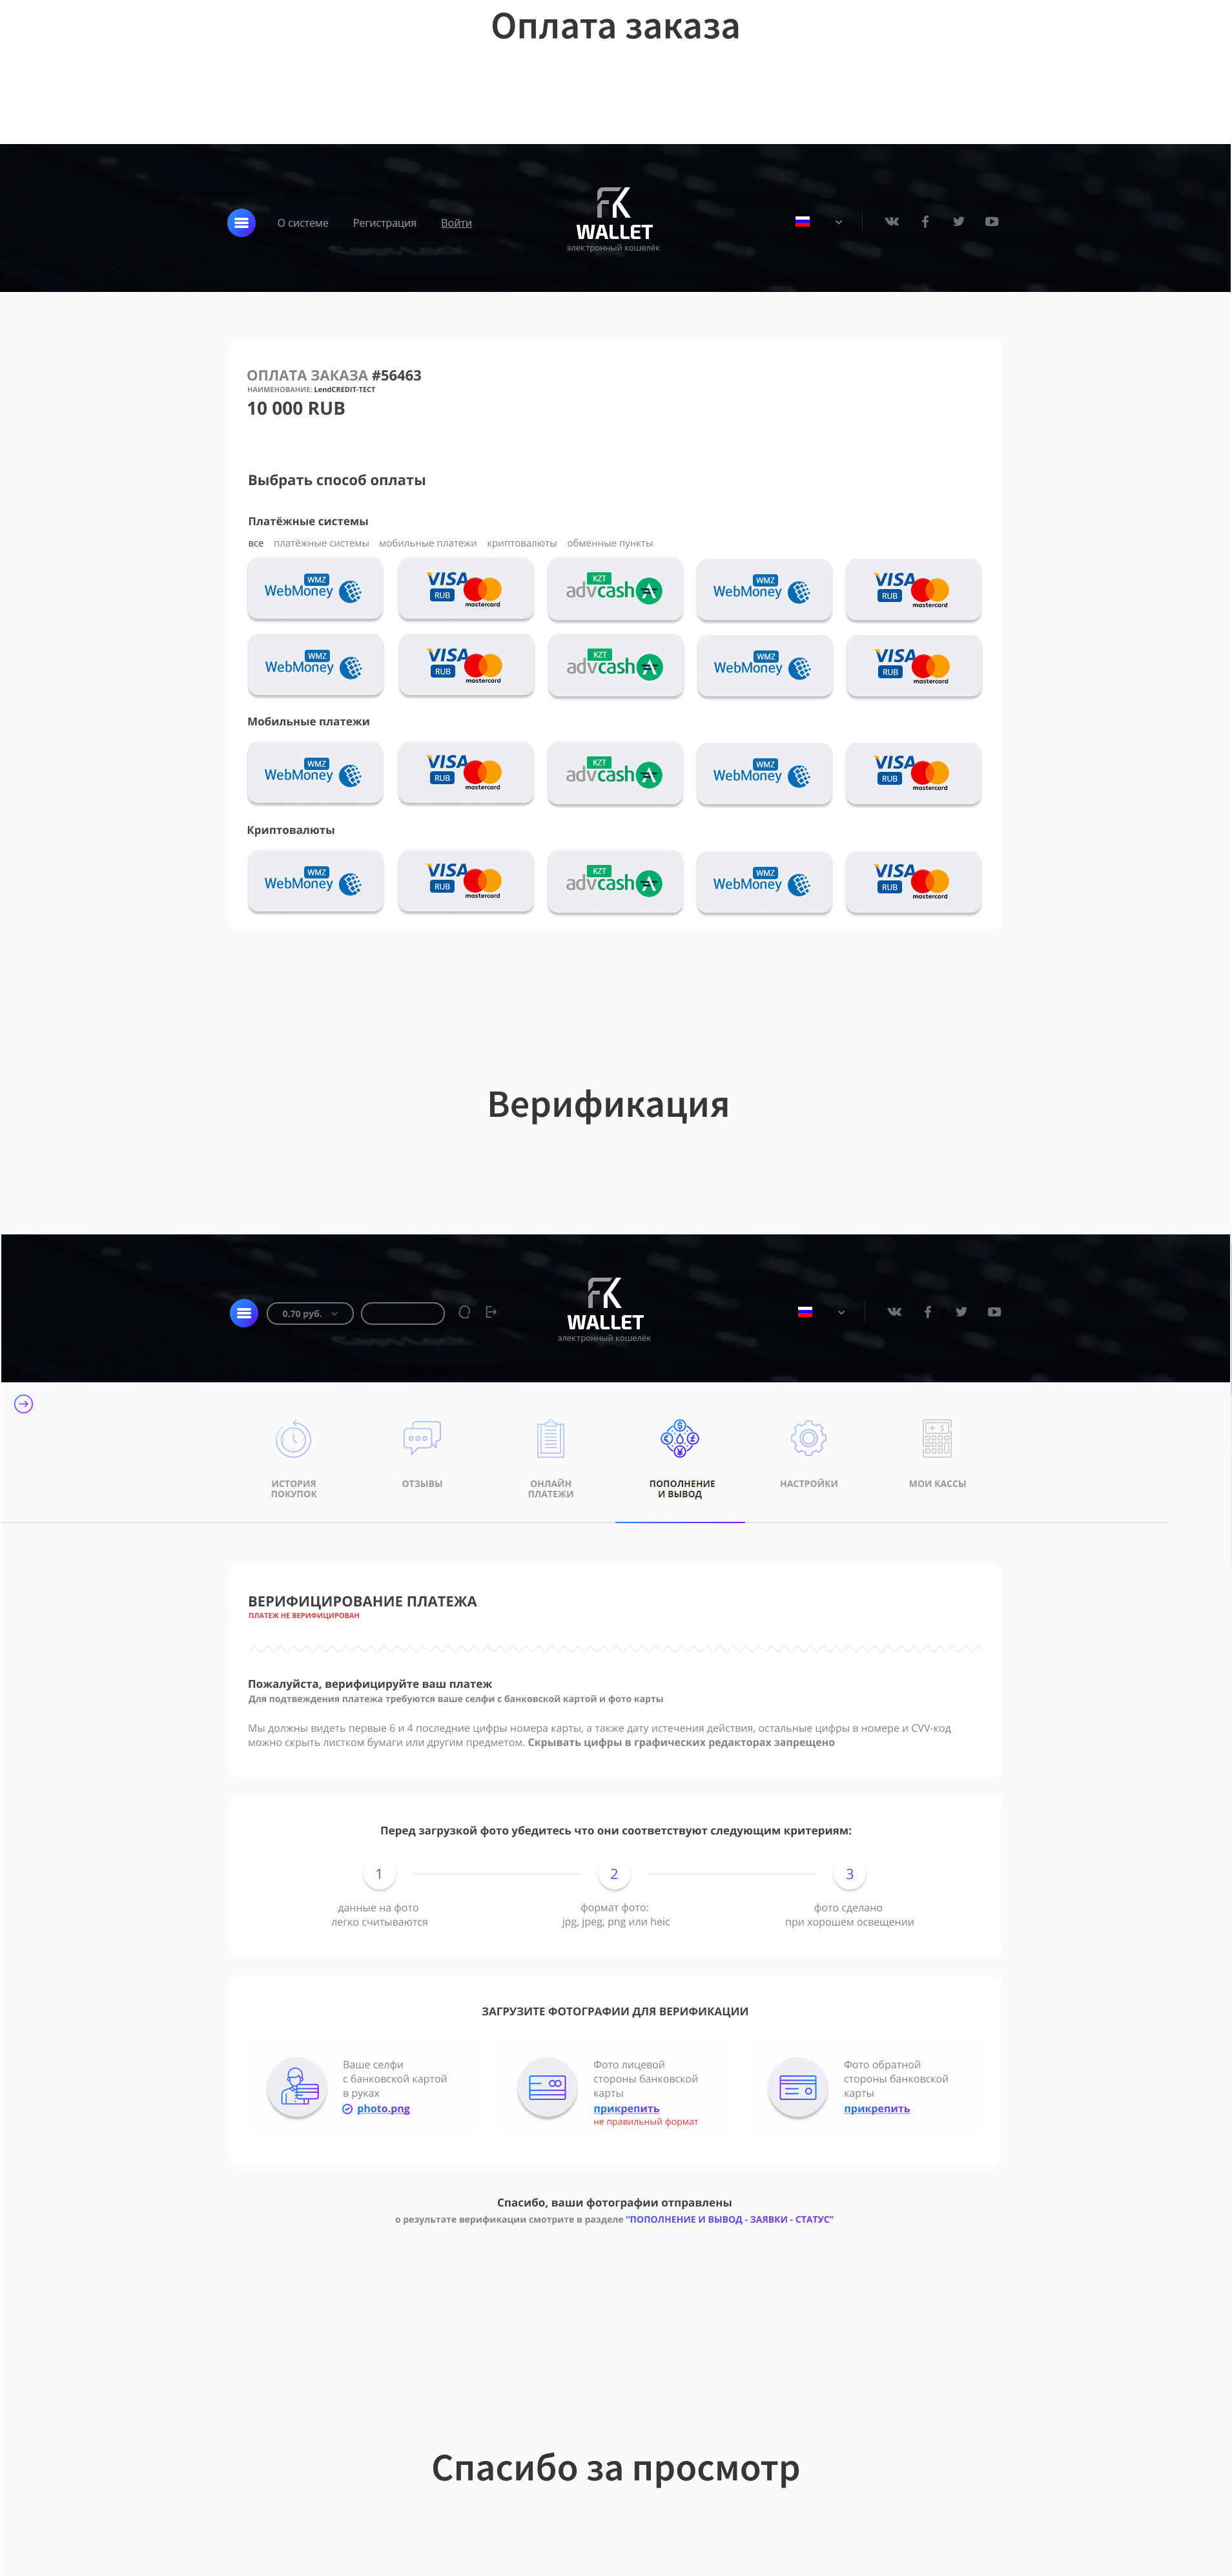 Оплата заказа
О системе Регистрация Войти
FK
WALLET
электронный кошелёк
ОПЛАТА ЗАКАЗА #56463
НАИМЕНОВАНИЕ: LendCREDIT-ТЕСТ
10 000 RUB
Выбрать способ оплаты
Платёжные системы
все платёжные системы мобильные платежи криптовалюты обменные пункты
WMZ WebMoney VISA RUB mastercard KZT advcash WMZ WebMoney VISA RUB mastercard
WMZ WebMoney VISA RUB mastercard KZT advcash WMZ WebMoney VISA RUB mastercard
Мобильные платежи
WMZ WebMoney VISA RUB mastercard KZT advcash WMZ WebMoney VISA RUB mastercard
Криптовалюты
WMZ WebMoney VISA RUB mastercard KZT advcash WMZ WebMoney VISA RUB mastercard
Верификация
0.70 руб.
FK
WALLET
электронный кошелёк
ИСТОРИЯ
ПОКУПОК
ОТЗЫВЫ
ОНЛАЙН
ПЛАТЕЖИ
ПОПОЛНЕНИЕ
И ВЫВОД
НАСТРОЙКИ
МОИ КАССЫ
ВЕРИФИЦИРОВАНИЕ ПЛАТЕЖА
ПЛАТЕЖ НЕ ВЕРИФИЦИРОВАН
Пожалуйста, верифицируйте ваш платеж
Для подтвеждения платежа требуются ваше селфи с банковской картой и фото карты
Мы должны видеть первые 6 и 4 последние цифры номера карты, а также дату истечения действия, остальные цифры в номере и CVV-код
можно скрыть листком бумаги или другим предметом. Скрывать цифры в графических редакторах запрещено
Перед загрузкой фото убедитесь что они соответствуют следующим критериям:
1
данные на фото
легко считываются
2
формат фото:
jpg, jpeg, png или heic
3
фото сделано
при хорошем освещении
ЗАГРУЗИТЕ ФОТОГРАФИИ ДЛЯ ВЕРИФИКАЦИИ
Ваше селфи
с банковской картой
в руках
photo.png
Фото лицевой
стороны банковской
карты
прикрепить
не правильный формат
Фото обратной
стороны банковской
карты
прикрепить
Спасибо, ваши фотографии отправлены
о результате верификации смотрите в разделе "ПОПОЛНЕНИЕ И ВЫВОД - ЗАЯВКИ - СТАТУС"
Спасибо за просмотр